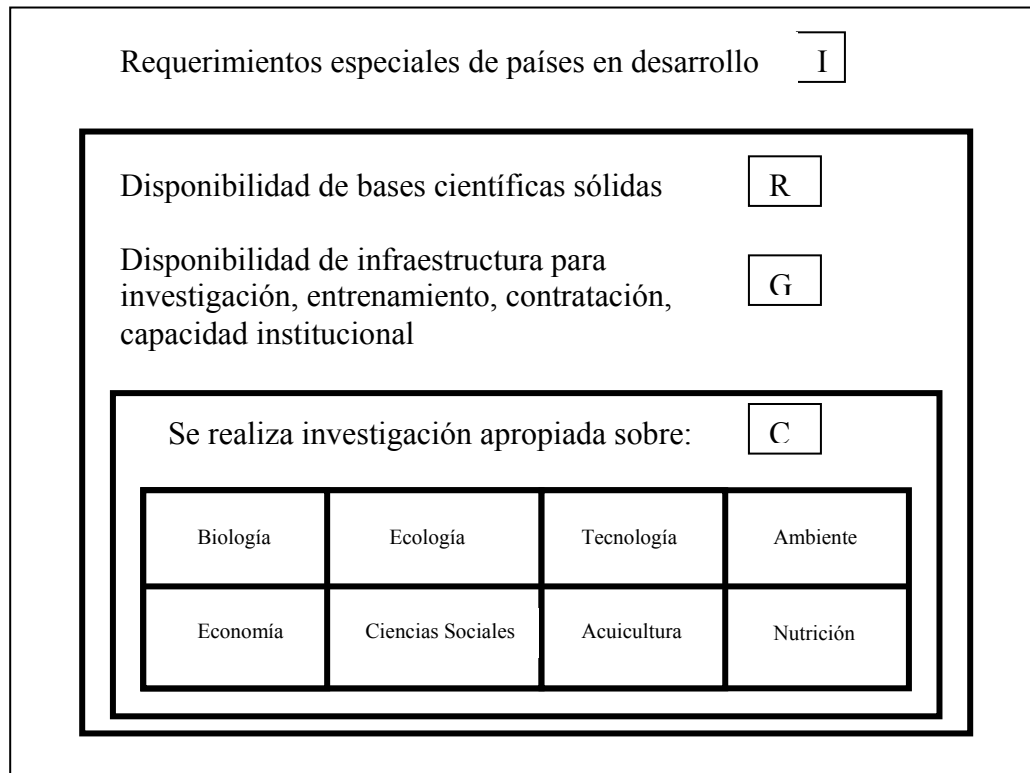 Requerimientos especiales de países en desarrollo I
Disponibilidad de bases científicas sólidas R
Disponibilidad de infraestructura para
investigación, entrenamiento, contratación, G
capacidad institucional
Se realiza investigación apropiada sobre: C
Biología Ecología Tecnología Ambiente
Economía Ciencias Sociales Acuicultura Nutrición